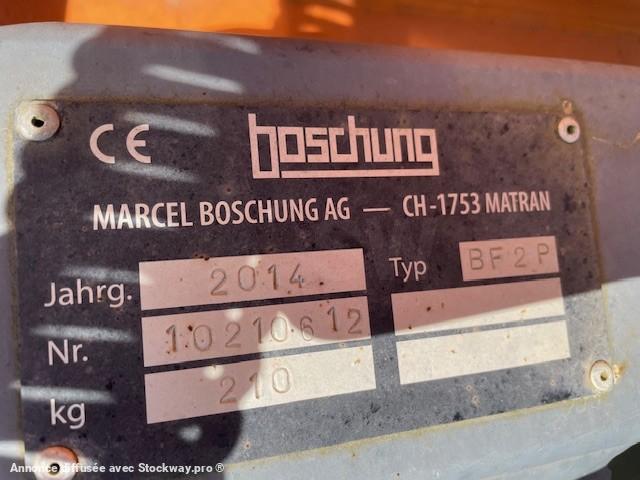 CE boschung
MARCEL BOSCHUNG AG — CH-1753 MATRAN
Jahrg. 2014 Typ BF2P
Nr. 10210612
kg 210
Annonce diffusée avec Stockway.pro ®